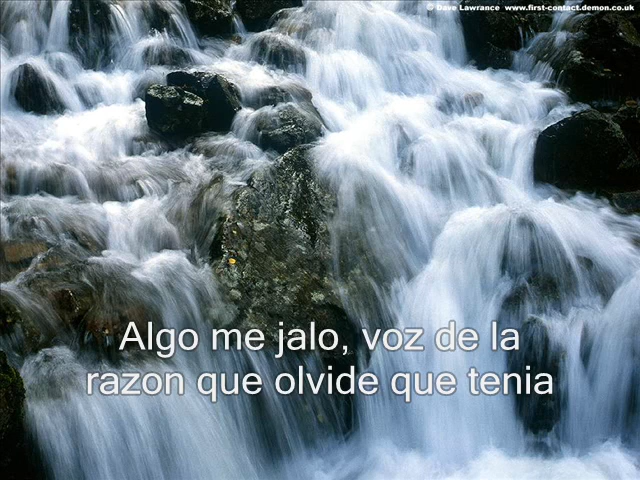 © Dave Lawrance www.first-contact.demon.co.uk
Algo me jalo, voz de la
razon que olvide que tenia